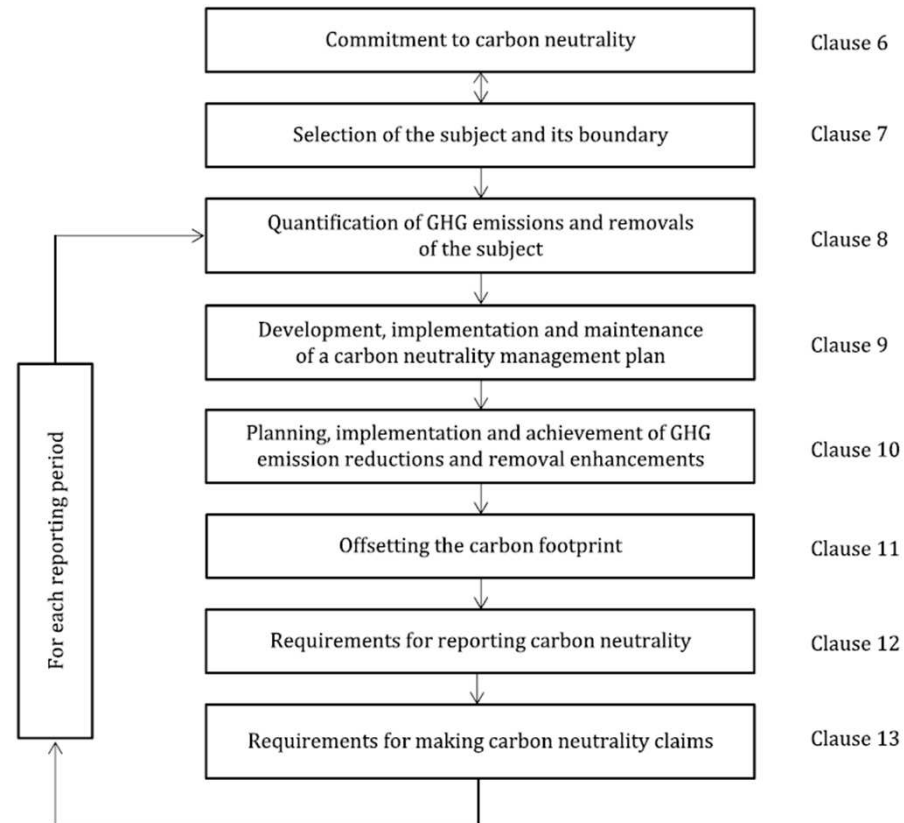 Commitment to carbon neutrality
Clause 6
Selection of the subject and its boundary
Clause 7
Quantification of GHG emissions and removals
of the subject
Clause 8
Development, implementation and maintenance
of a carbon neutrality management plan
Clause 9
Planning, implementation and achievement of GHG
emission reductions and removal enhancements
Clause 10
Offsetting the carbon footprint
Clause 11
Requirements for reporting carbon neutrality
Clause 12
Requirements for making carbon neutrality claims
Clause 13
For each reporting period